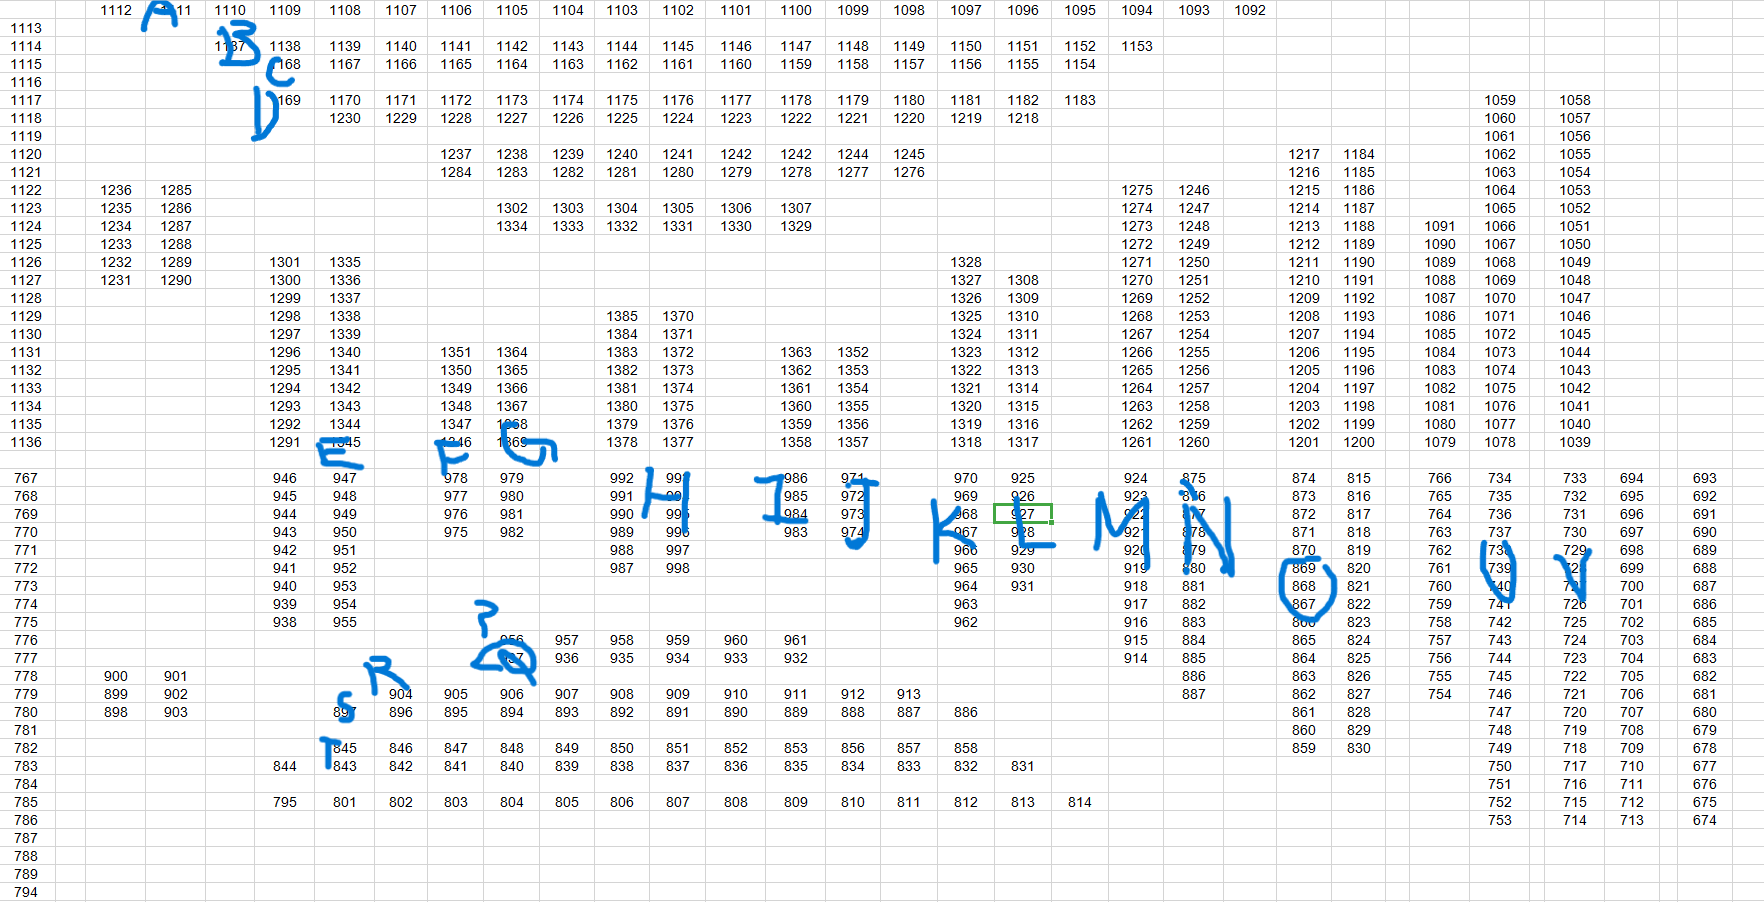 1112 A 11 1110 1109 1108 1107 1106 1105 1104 1103 1102 1101 1100 1099 1098 1097 1096 1095 1094 1093 1092
1113
1114 B 1137 1138 1139 1140 1141 1142 1143 1144 1145 1146 1147 1148 1149 1150 1151 1152 1153
1115 C 1168 1167 1166 1165 1164 1163 1162 1161 1160 1159 1158 1157 1156 1155 1154
1116
1117 D 1169 1170 1171 1172 1173 1174 1175 1176 1177 1178 1179 1180 1181 1182 1183 1059 1058
1118 1230 1229 1228 1227 1226 1225 1224 1223 1222 1221 1220 1219 1218 1060 1057
1119 1061 1056
1120 1237 1238 1239 1240 1241 1242 1242 1244 1245 1217 1184 1062 1055
1121 1284 1283 1282 1281 1280 1279 1278 1277 1276 1216 1185 1063 1054
1122 1236 1285 1275 1246 1215 1186 1064 1053
1123 1235 1286 1302 1303 1304 1305 1306 1307 1274 1247 1214 1187 1065 1052
1124 1234 1287 1334 1333 1332 1331 1330 1329 1273 1248 1213 1188 1091 1066 1051
1125 1233 1288 1272 1249 1212 1189 1090 1067 1050
1126 1232 1289 1301 1335 1328 1271 1250 1211 1190 1089 1068 1049
1127 1231 1290 1300 1336 1327 1308 1270 1251 1210 1191 1088 1069 1048
1128 1299 1337 1326 1309 1269 1252 1209 1192 1087 1070 1047
1129 1298 1338 1385 1370 1325 1310 1268 1253 1208 1193 1086 1071 1046
1130 1297 1339 1384 1371 1324 1311 1267 1254 1207 1194 1085 1072 1045
1131 1296 1340 1351 1364 1383 1372 1363 1352 1323 1312 1266 1255 1206 1195 1084 1073 1044
1132 1295 1341 1350 1365 1382 1373 1362 1353 1322 1313 1265 1256 1205 1196 1083 1074 1043
1133 1294 1342 1349 1366 1381 1374 1361 1354 1321 1314 1264 1257 1204 1197 1082 1075 1042
1134 1293 1343 1348 1367 1380 1375 1360 1355 1320 1315 1263 1258 1203 1198 1081 1076 1041
1135 1292 1344 1347 1368 1379 1376 1359 1356 1319 1316 1262 1259 1202 1199 1080 1077 1040
1136 1291 1345 1346 1369 1378 1377 1358 1357 1318 1317 1261 1260 1201 1200 1079 1078 1039
E F G
767 946 947 978 979 992 993 986 971 970 925 924 875 874 815 766 734 733 694 693
768 945 948 977 980 991 994 985 972 969 926 923 876 873 816 765 735 732 695 692
769 944 949 976 981 990 995 984 973 968 927 922 877 872 817 764 736 731 696 691
H I J K L M N
770 943 950 975 982 989 996 983 974 967 928 921 878 871 818 763 737 730 697 690
771 942 951 988 997 966 929 920 879 870 819 762 738 729 698 689
772 941 952 987 998 965 930 919 880 869 820 761 739 728 699 688
O U V
773 940 953 964 931 918 881 868 821 760 740 727 700 687
774 939 954 963 917 882 867 822 759 741 726 701 686
775 938 955 962 916 883 866 823 758 742 725 702 685
P
776 956 957 958 959 960 961 915 884 865 824 757 743 724 703 684
777 Q 937 936 935 934 933 932 914 885 864 825 756 744 723 704 683
778 900 901 R 886 863 826 755 745 722 705 682
779 899 902 904 905 906 907 908 909 910 911 912 913 887 862 827 754 746 721 706 681
780 898 903 S 897 896 895 894 893 892 891 890 889 888 887 886 861 828 747 720 707 680
781 860 829 748 719 708 679
782 T 845 846 847 848 849 850 851 852 853 856 857 858 859 830 749 718 709 678
783 844 843 842 841 840 839 838 837 836 835 834 833 832 831 750 717 710 677
784 751 716 711 676
785 795 801 802 803 804 805 806 807 808 809 810 811 812 813 814 752 715 712 675
786 753 714 713 674
787
788
789
794